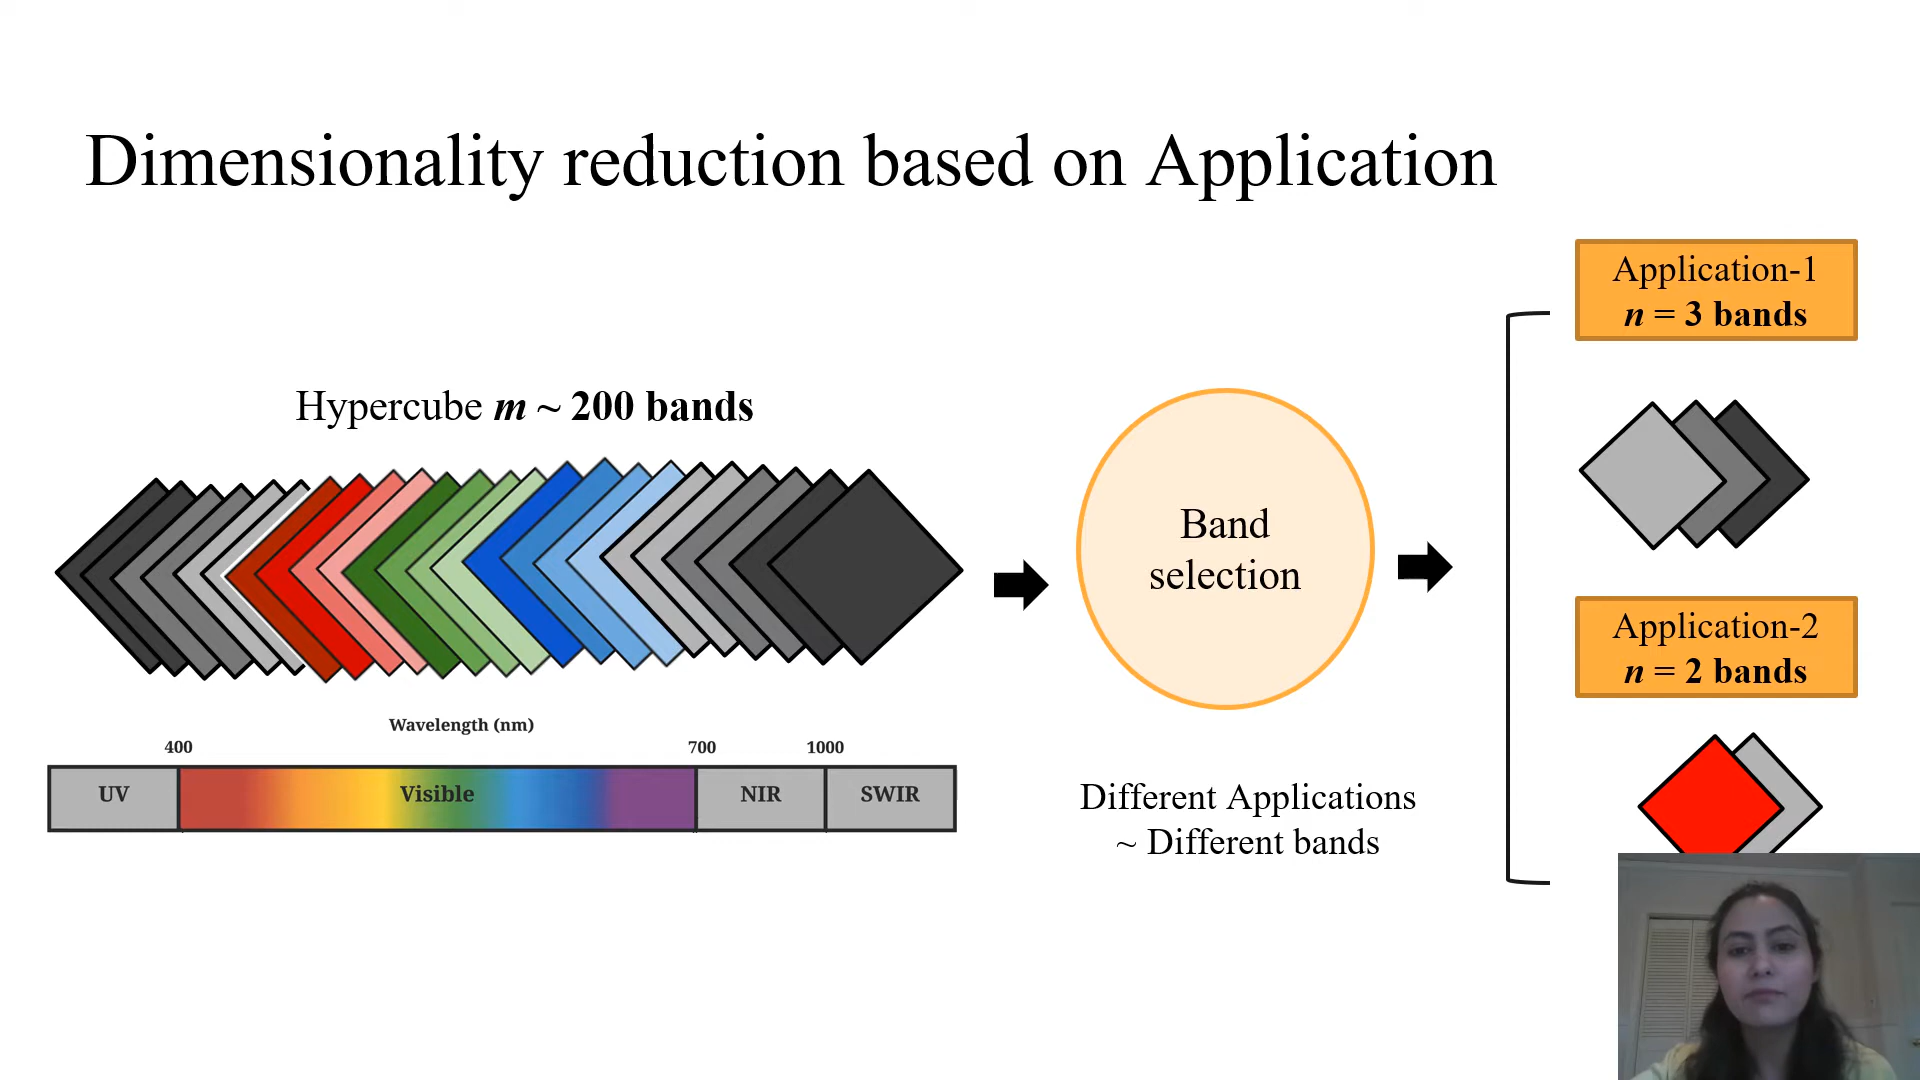 Dimensionality reduction based on Application
Hypercube m ~ 200 bands
Wavelength (nm)
400
700
1000
UV
Visible
NIR
SWIR
Band
selection
Different Applications
~ Different bands
Application-1
n = 3 bands
Application-2
n = 2 bands